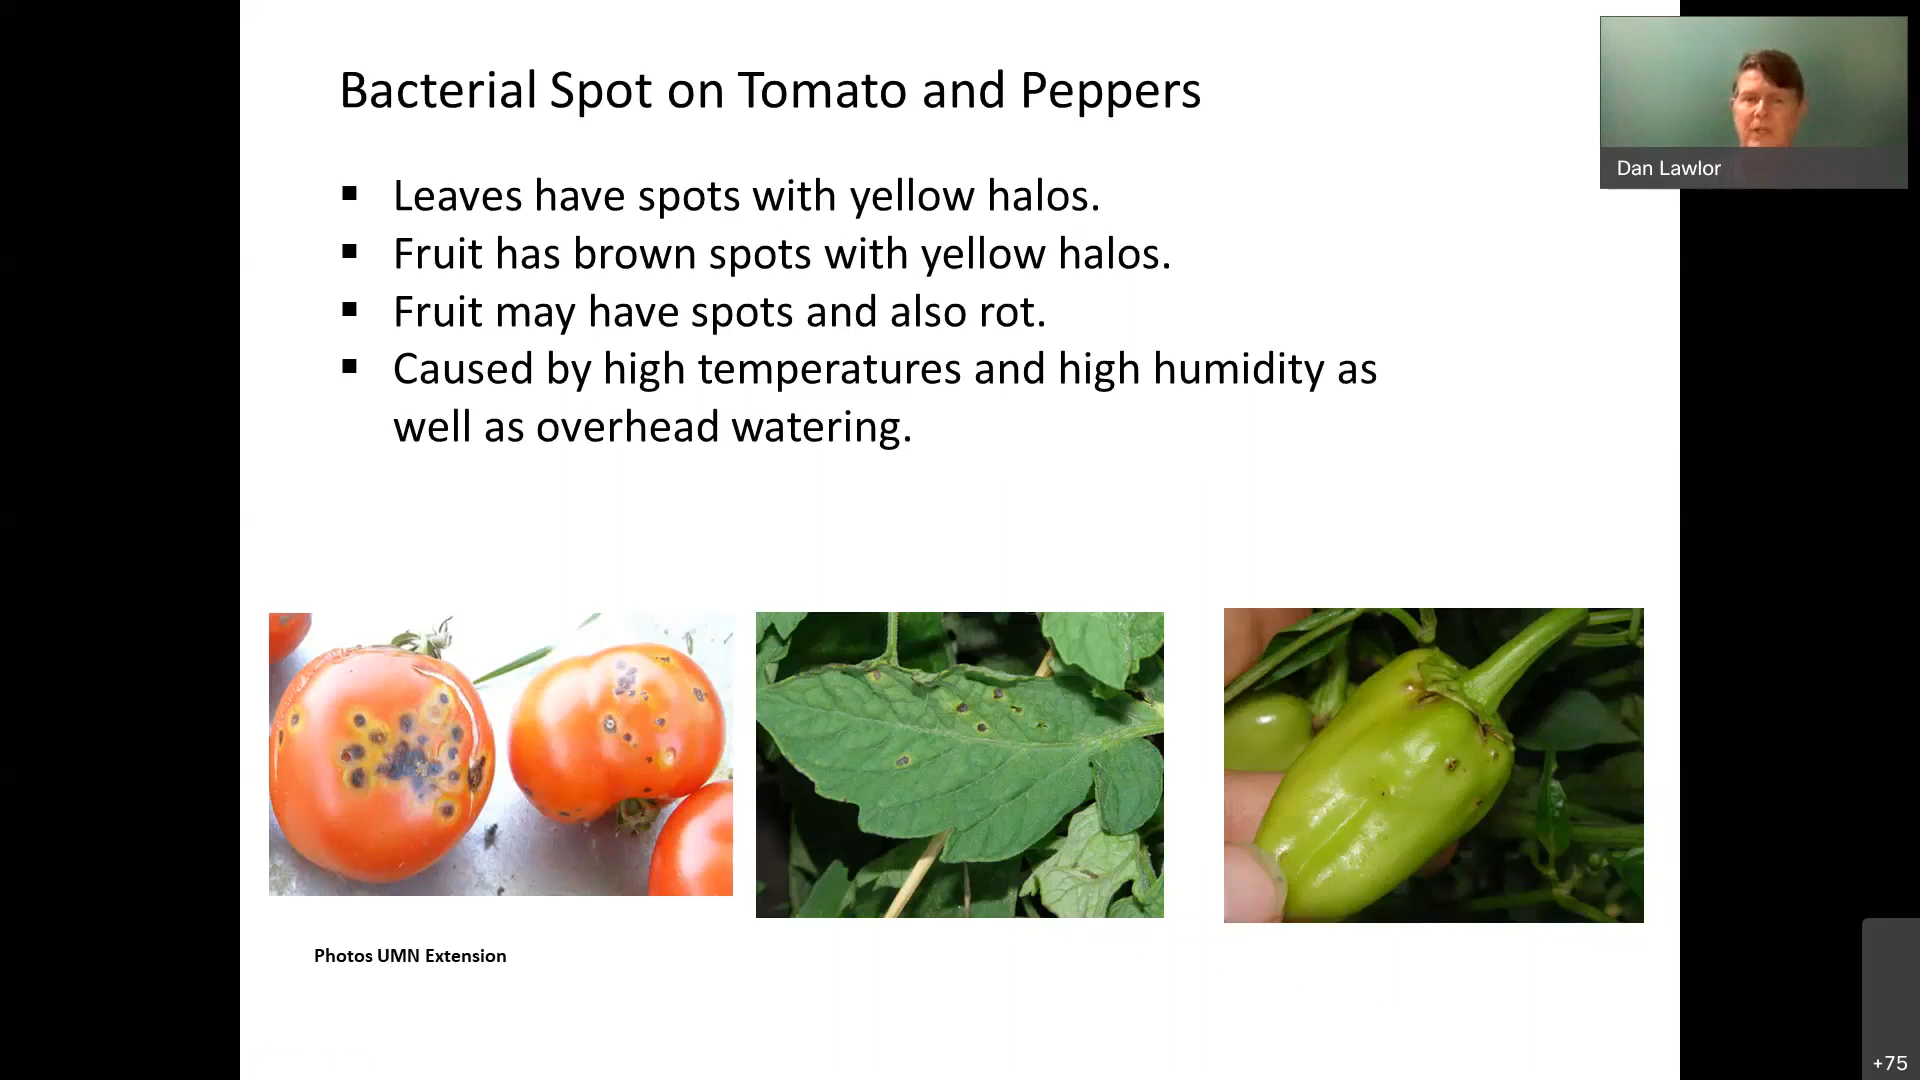 Bacterial Spot on Tomato and Peppers
▪ Leaves have spots with yellow halos.
▪ Fruit has brown spots with yellow halos.
▪ Fruit may have spots and also rot.
▪ Caused by high temperatures and high humidity as
well as overhead watering.
Photos UMN Extension
Dan Lawlor
+75